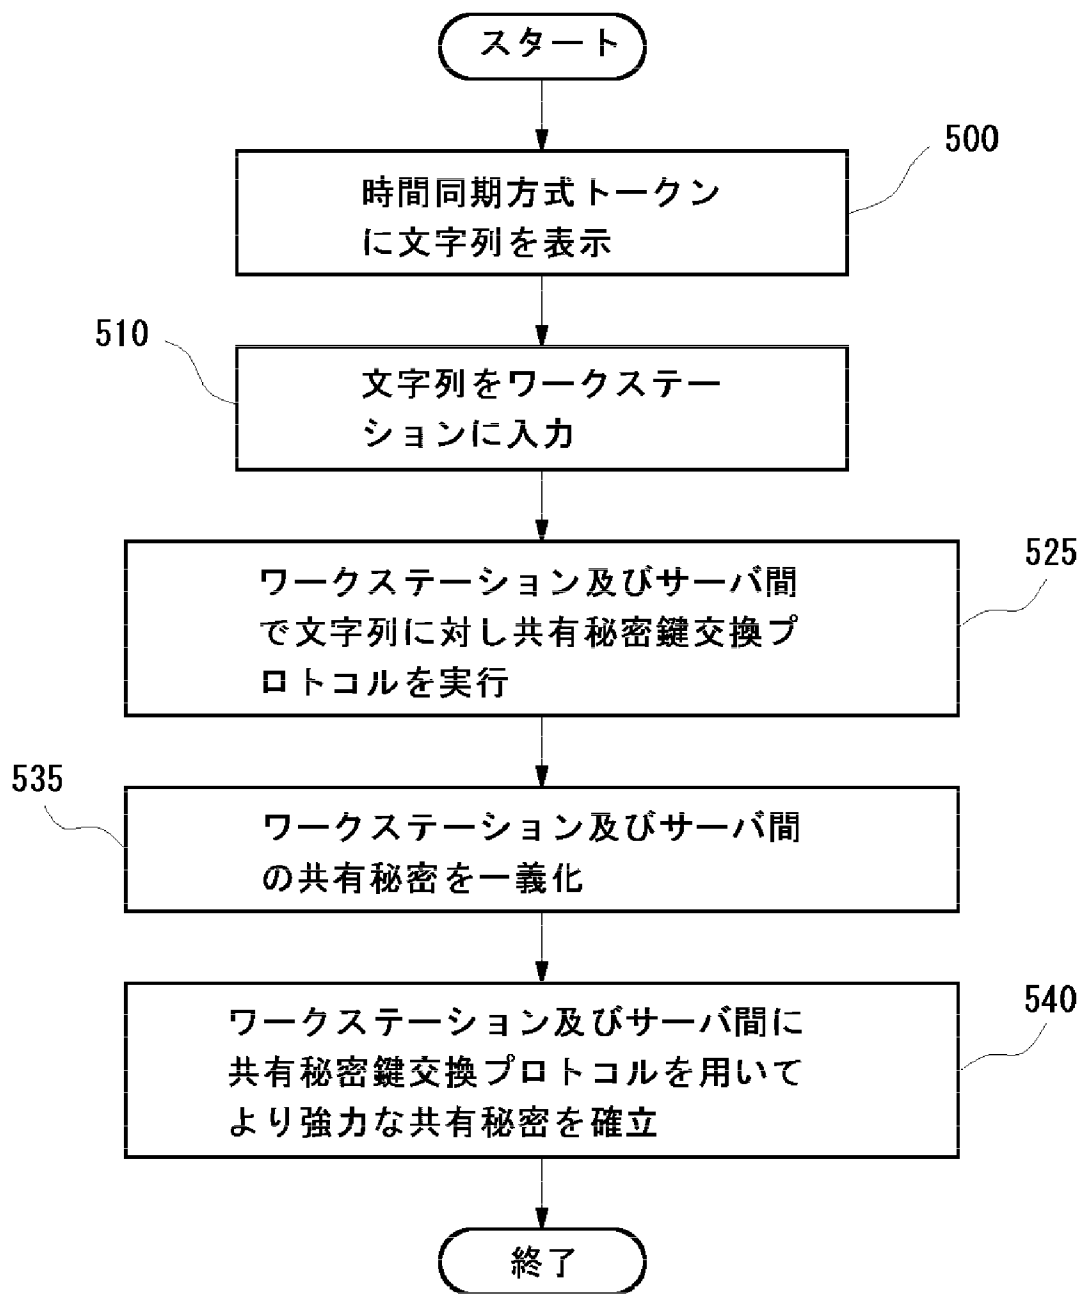 スタート
500
時間同期方式トークン
に文字列を表示
510
文字列をワークステー
ションに入力
525
ワークステーション及びサーバ間
で文字列に対し共有秘密鍵交換プ
ロトコルを実行
535
ワークステーション及びサーバ間
の共有秘密を一義化
540
ワークステーション及びサーバ間に
共有秘密鍵交換プロトコルを用いて
より強力な共有秘密を確立
終了